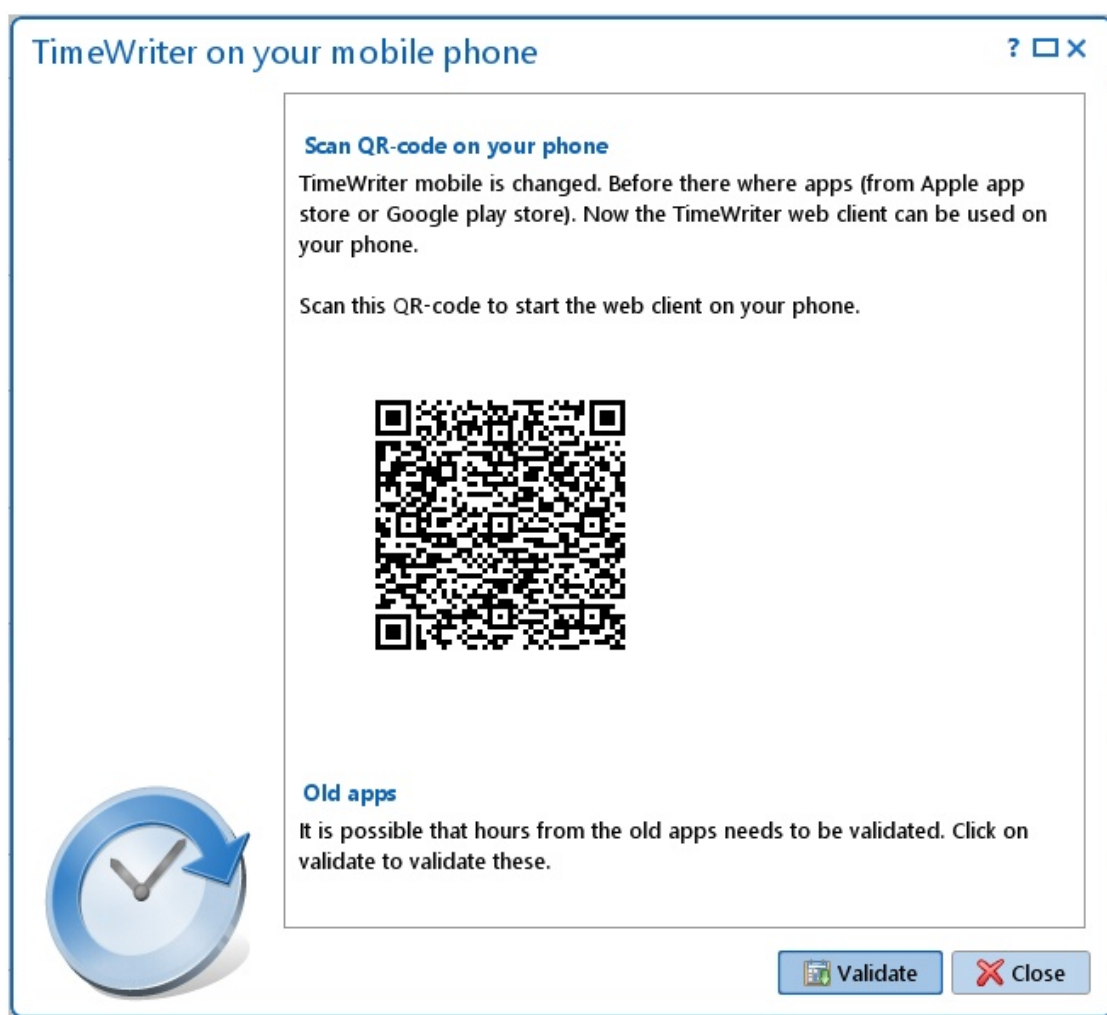 TimeWriter on your mobile phone
?
Scan QR-code on your phone
TimeWriter mobile is changed. Before there where apps (from Apple app
store or Google play store). Now the TimeWriter web client can be used on
your phone.
Scan this QR-code to start the web client on your phone.
Old apps
It is possible that hours from the old apps needs to be validated. Click on
validate to validate these.
Validate
Close